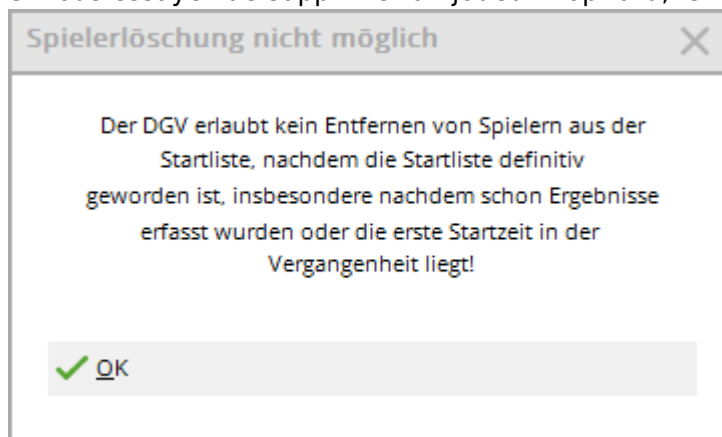 Spielerlöschung nicht möglich
Der DGV erlaubt kein Entfernen von Spielern aus der
Startliste, nachdem die Startliste definitiv
geworden ist, insbesondere nachdem schon Ergebnisse
erfasst wurden oder die erste Startzeit in der
Vergangenheit liegt!
OK